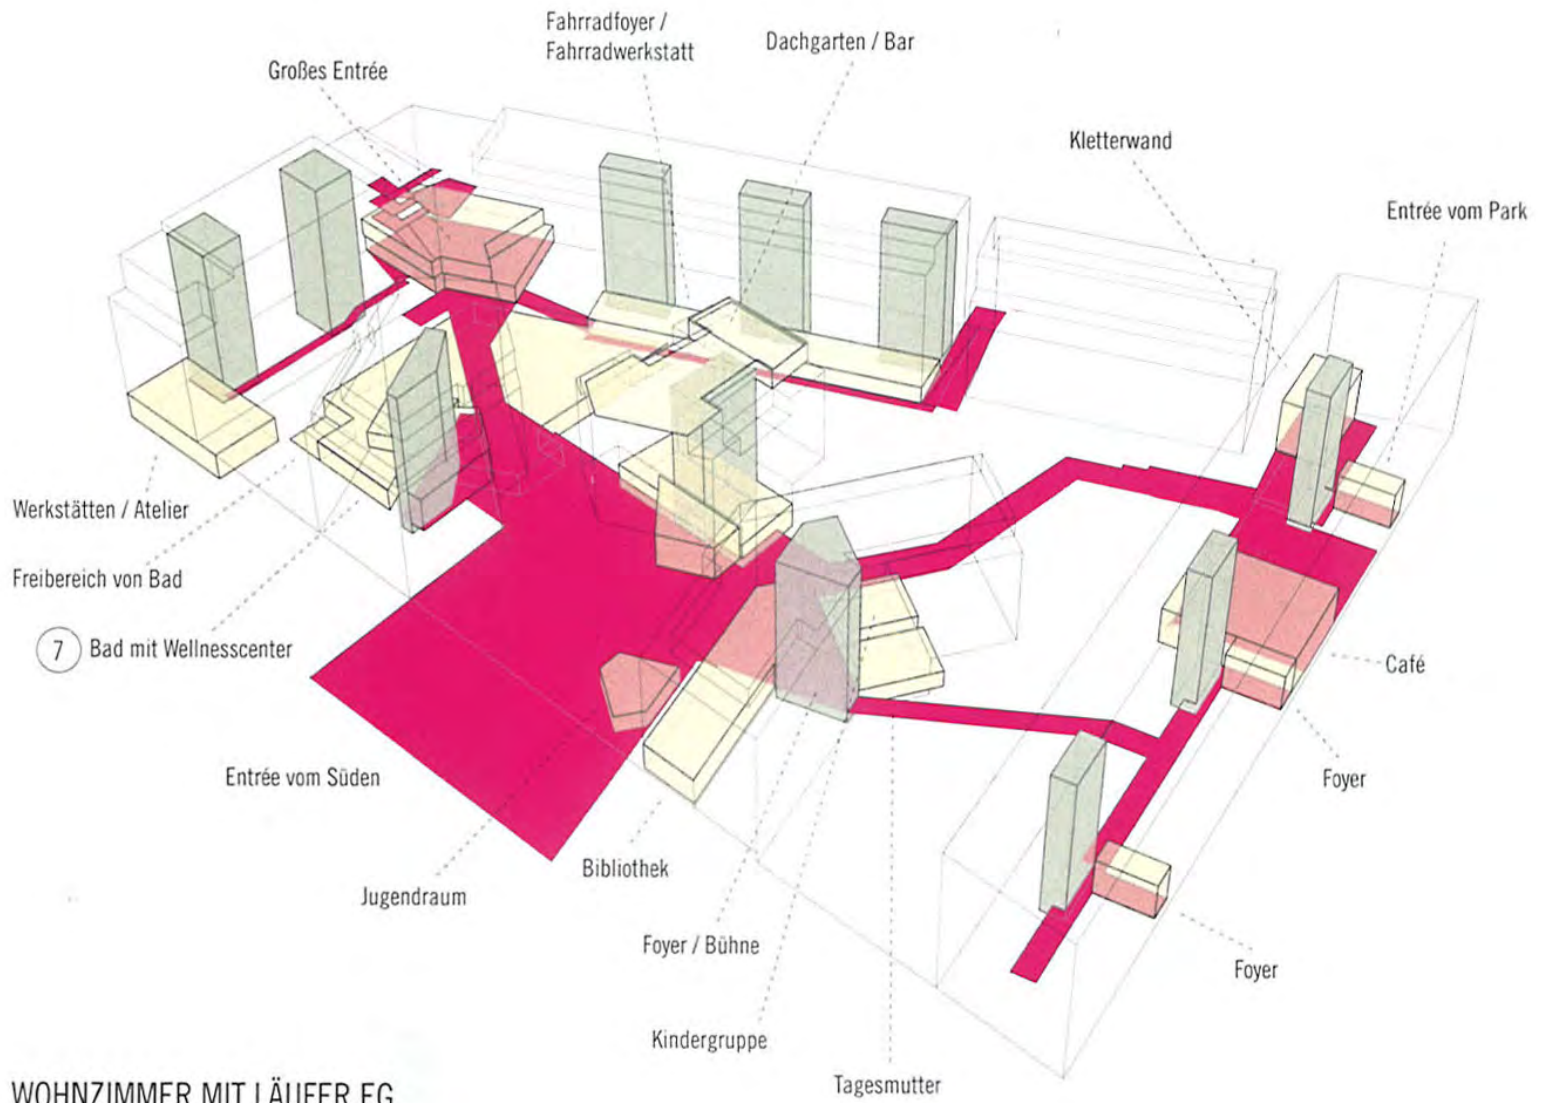 Fahrradfoyer /
Fahrradwerkstatt
Dachgarten / Bar
Großes Entrée
Kletterwand
Entrée vom Park
Werkstätten / Atelier
Freibereich von Bad
7 Bad mit Wellnesscenter
Café
Entrée vom Süden
Foyer
Bibliothek
Jugendraum
Foyer / Bühne
Foyer
Kindergruppe
Tagesmutter
WOHNZIMMER MIT LÄUFER EG